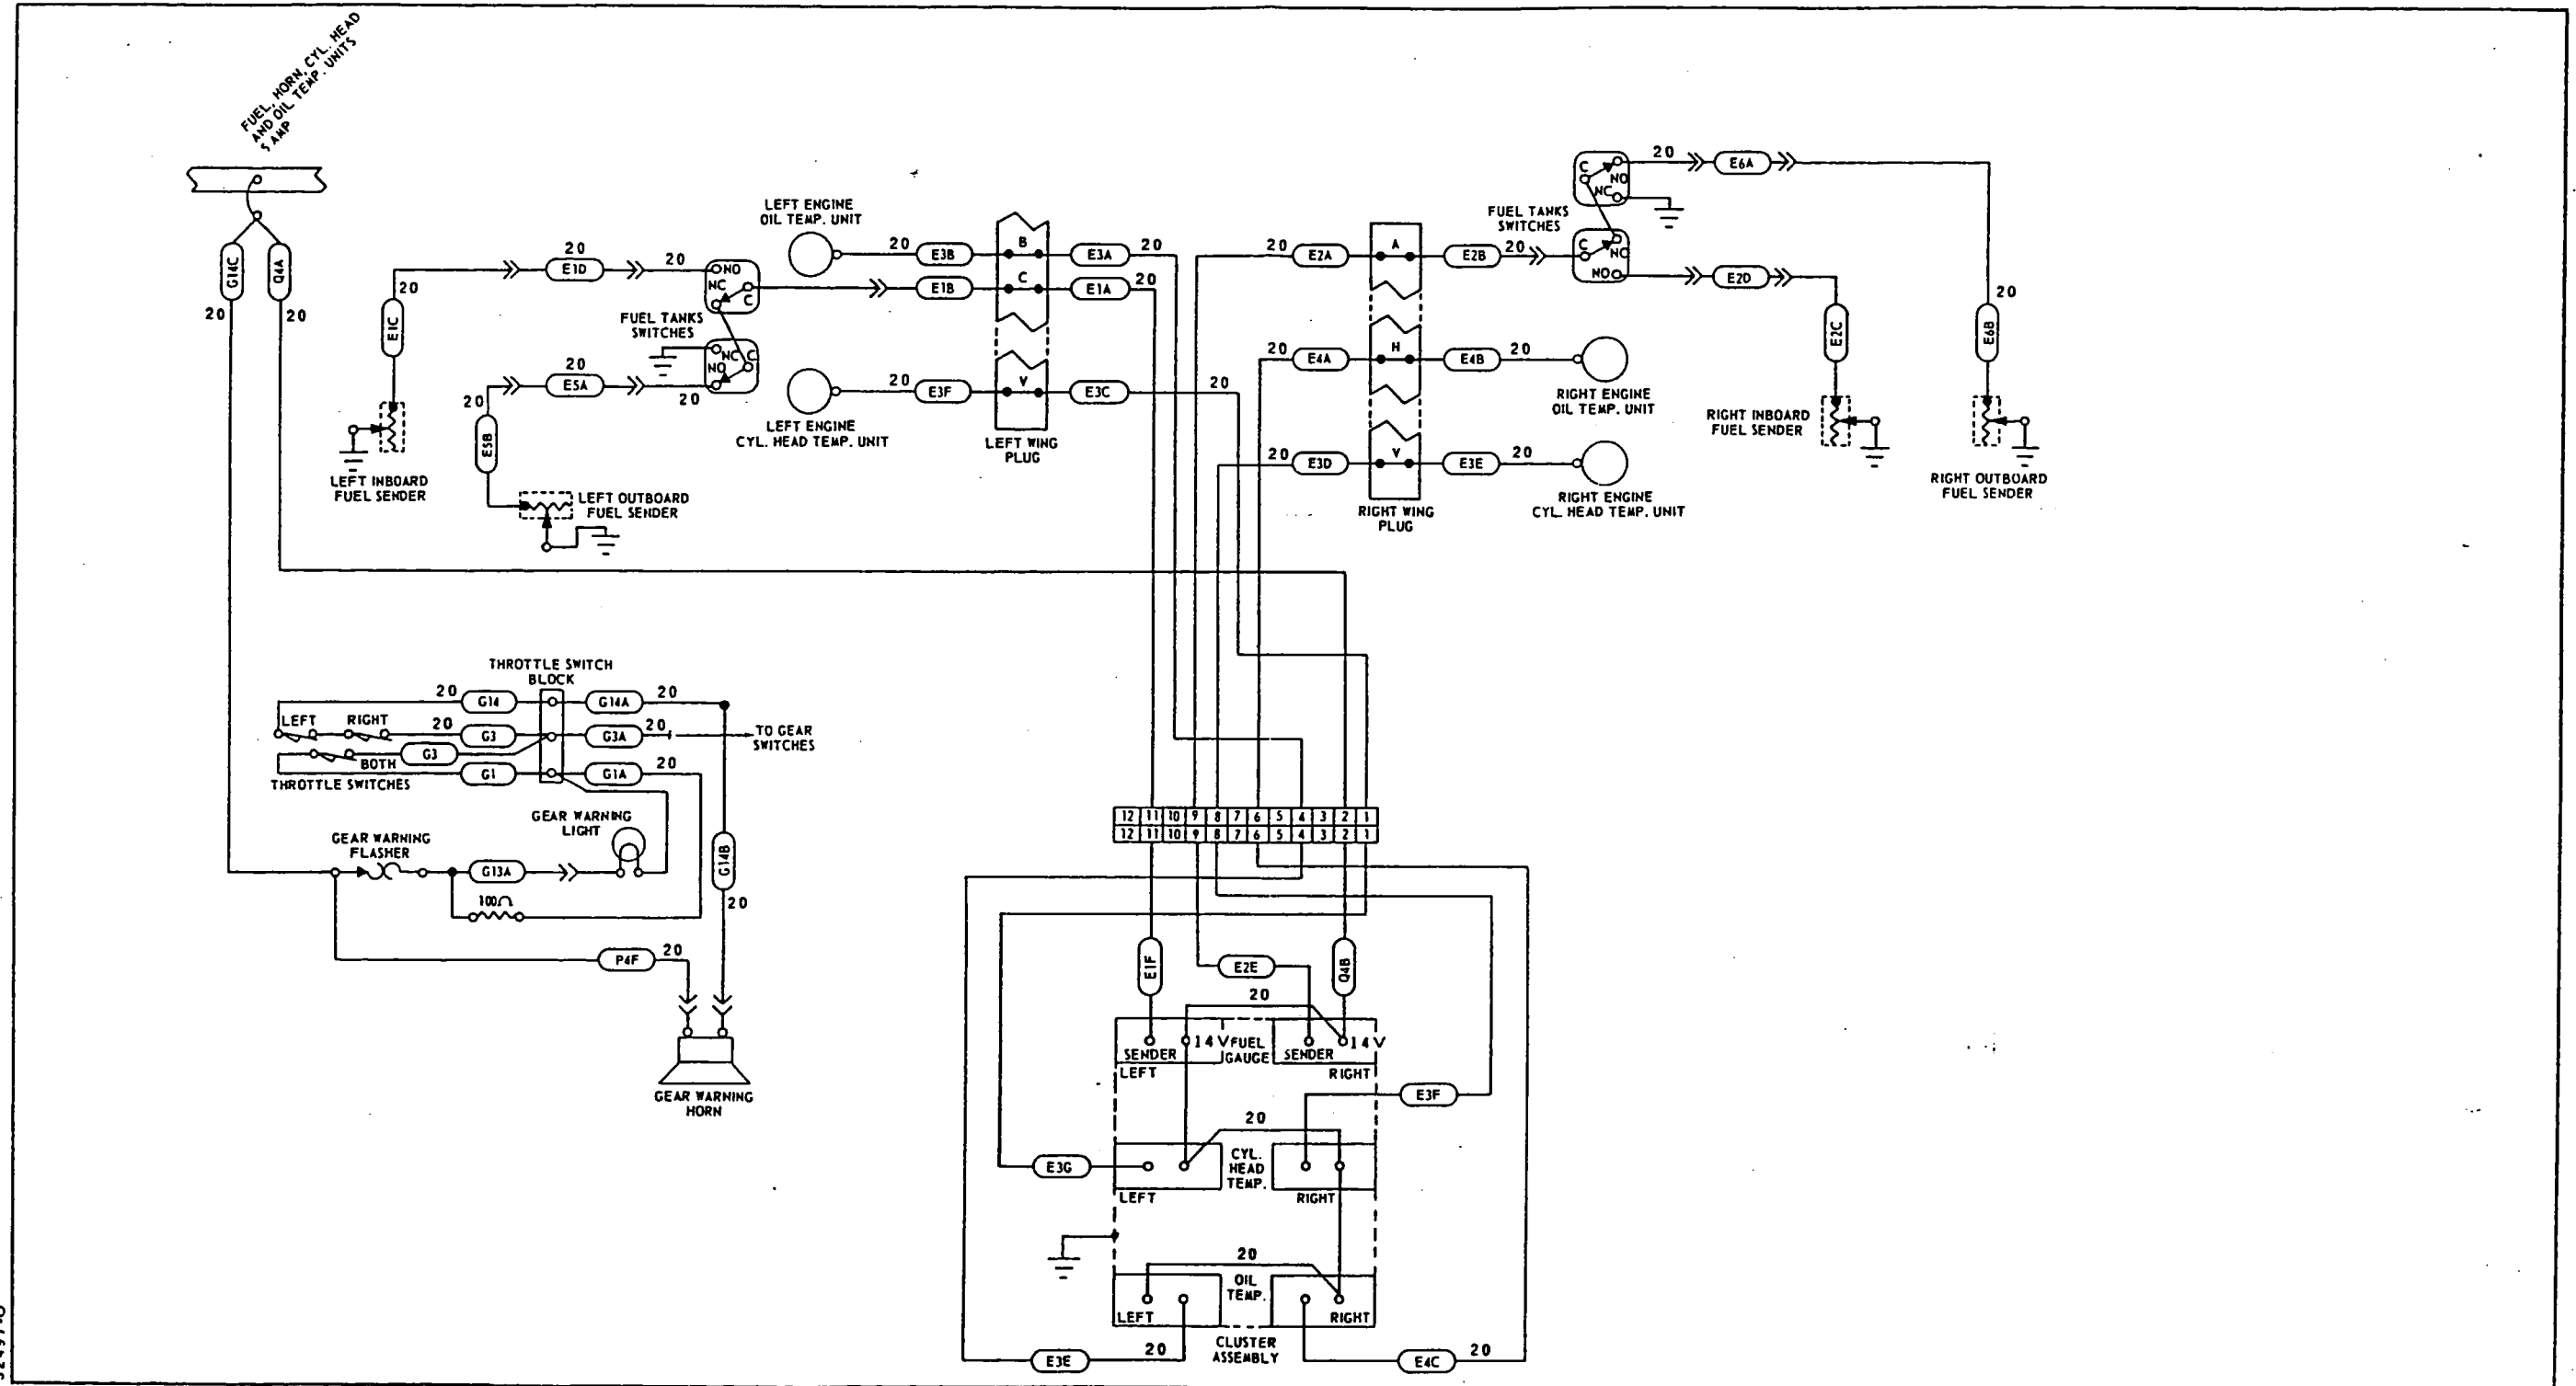 FUEL, HORN, CYL. HEAD
AND OIL TEMP. UNITS
5 AMP
G14C
Q4A
20
20
20
E1D
20
20
E1C
NO
NC
C
FUEL TANKS
SWITCHES
NC
C
NO
20
E5A
20
20
E5B
LEFT INBOARD
FUEL SENDER
LEFT OUTBOARD
FUEL SENDER
LEFT ENGINE
OIL TEMP. UNIT
20
E3B
B
E3A
20
E1B
C
E1A
20
20
E3F
V
E3C
20
LEFT ENGINE
CYL. HEAD TEMP. UNIT
LEFT WING
PLUG
20
E2A
A
E2B
20
20
E4A
H
E4B
20
20
E3D
V
E3E
20
RIGHT WING
PLUG
RIGHT ENGINE
OIL TEMP. UNIT
RIGHT ENGINE
CYL. HEAD TEMP. UNIT
FUEL TANKS
SWITCHES
C
NO
NC
C
NC
NO
20
E6A
E2D
20
E2C
E6B
RIGHT INBOARD
FUEL SENDER
RIGHT OUTBOARD
FUEL SENDER
THROTTLE SWITCH
BLOCK
20
G14
G14A
20
LEFT
RIGHT
20
G3
G3A
20
TO GEAR
SWITCHES
G3
BOTH
G1
G1A
20
THROTTLE SWITCHES
GEAR WARNING
LIGHT
GEAR WARNING
FLASHER
G13A
G14B
100Ω
20
P4F
20
GEAR WARNING
HORN
12 11 10 9 8 7 6 5 4 3 2 1
12 11 10 9 8 7 6 5 4 3 2 1
E1F
E2E
Q4B
20
SENDER
14 V
FUEL
GAUGE
SENDER
14 V
LEFT
RIGHT
E3F
20
E3G
CYL.
HEAD
TEMP.
LEFT
RIGHT
20
OIL
TEMP.
LEFT
RIGHT
CLUSTER
ASSEMBLY
E3E
20
E4C
20